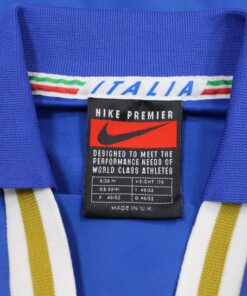 ITALIA
NIKE PREMIER
DESIGNED TO MEET THE
PERFORMANCE NEEDS OF
WORLD CLASS ATHLETES
MADE IN U.K.